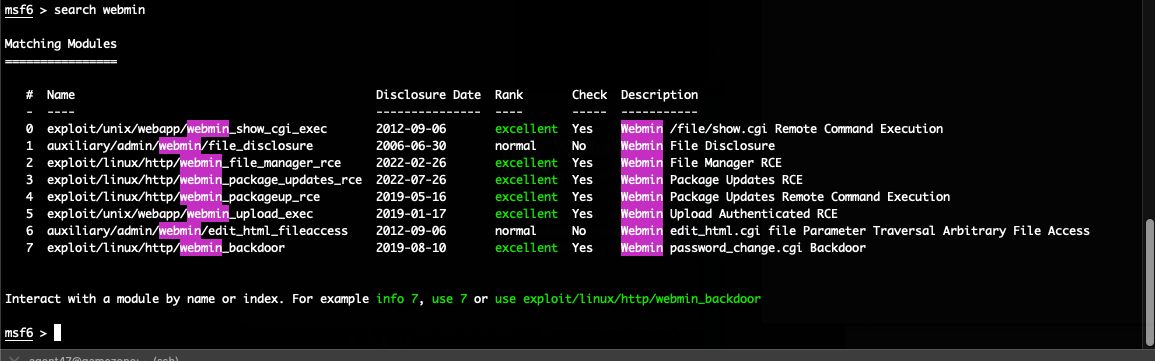 msf6 > search webmin
Matching Modules
================
# Name Disclosure Date Rank Check Description
- ---- --------------- ---- ----- -----------
0 exploit/unix/webapp/webmin_show_cgi_exec 2012-09-06 excellent Yes Webmin /file/show.cgi Remote Command Execution
1 auxiliary/admin/webmin/file_disclosure 2006-06-30 normal No Webmin File Disclosure
2 exploit/linux/http/webmin_file_manager_rce 2022-02-26 excellent Yes Webmin File Manager RCE
3 exploit/linux/http/webmin_package_updates_rce 2022-07-26 excellent Yes Webmin Package Updates RCE
4 exploit/linux/http/webmin_packageup_rce 2019-05-16 excellent Yes Webmin Package Updates Remote Command Execution
5 exploit/unix/webapp/webmin_upload_exec 2019-01-17 excellent Yes Webmin Upload Authenticated RCE
6 auxiliary/admin/webmin/edit_html_fileaccess 2012-09-06 normal No Webmin edit_html.cgi file Parameter Traversal Arbitrary File Access
7 exploit/linux/http/webmin_backdoor 2019-08-10 excellent Yes Webmin password_change.cgi Backdoor
Interact with a module by name or index. For example info 7, use 7 or use exploit/linux/http/webmin_backdoor
msf6 >
agent47@gamezone: ~ (ssh)